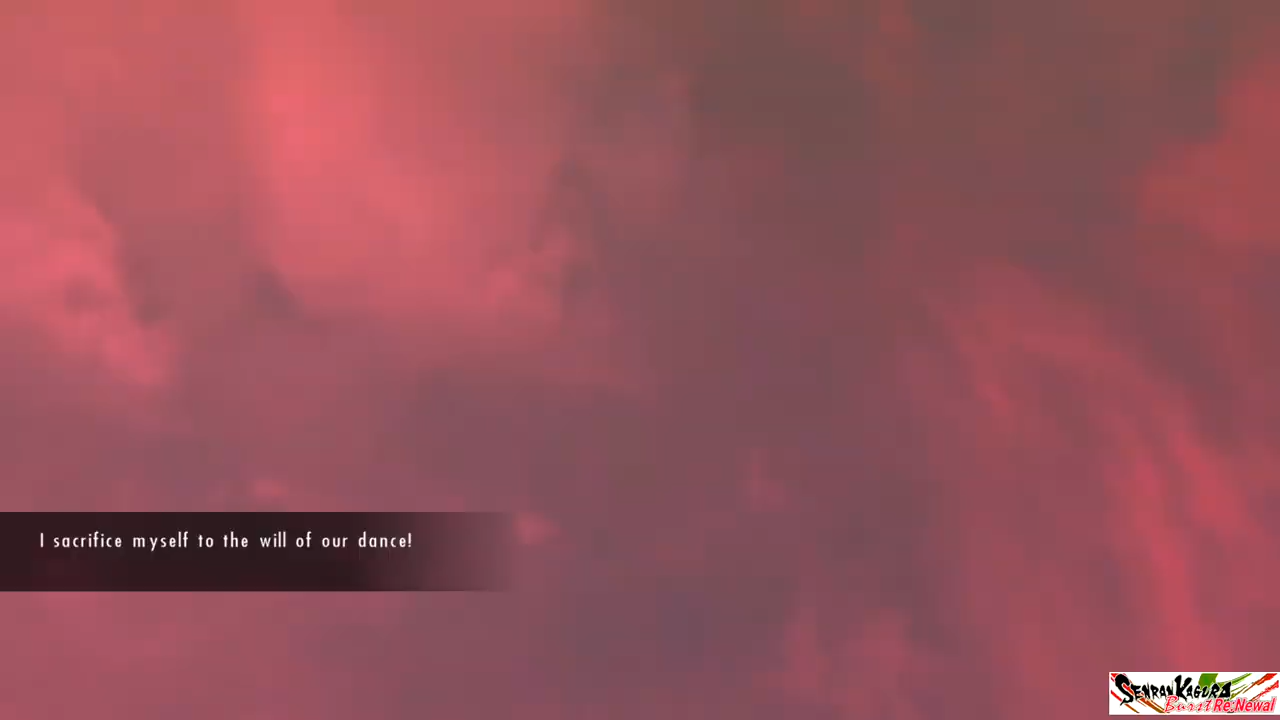 I sacrifice myself to the will of our dance!
SENRAN KAGURA
Burst Re:Newal